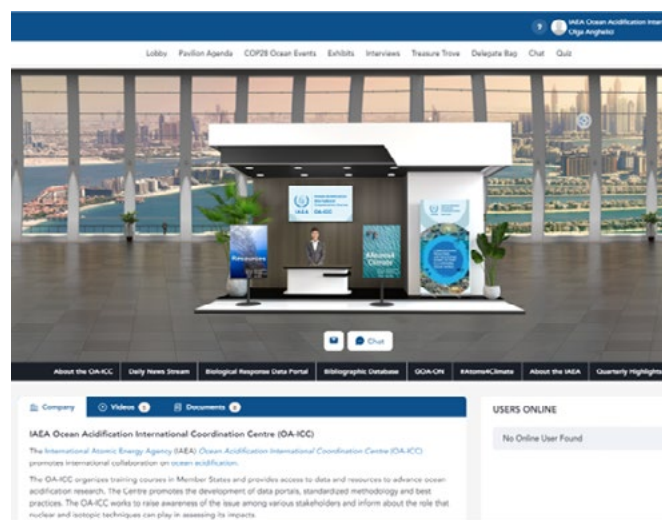 ?
IAEA Ocean Acidification Inter
Olga Anghelici
Lobby Pavilion Agenda COP28 Ocean Events Exhibits Interviews Treasure Trove Delegate Bag Chat Quiz
IAEA OA-ICC
Resources
#Atoms4
Climate
Chat
About the OA-ICC Daily News Stream Biological Response Data Portal Bibliographic Database GOA-ON #Atoms4Climate About the IAEA Quarterly Highlights
Company Videos Documents
USERS ONLINE
No Online User Found
IAEA Ocean Acidification International Coordination Centre (OA-ICC)
The International Atomic Energy Agency (IAEA) Ocean Acidification International Coordination Centre (OA-ICC)
promotes international collaboration on ocean acidification.
The OA-ICC organizes training courses in Member States and provides access to data and resources to advance ocean
acidification research. The Centre promotes the development of data portals, standardized methodology and best
practices. The OA-ICC works to raise awareness of the issue among various stakeholders and inform about the role that
nuclear and isotopic techniques can play in assessing its impacts.